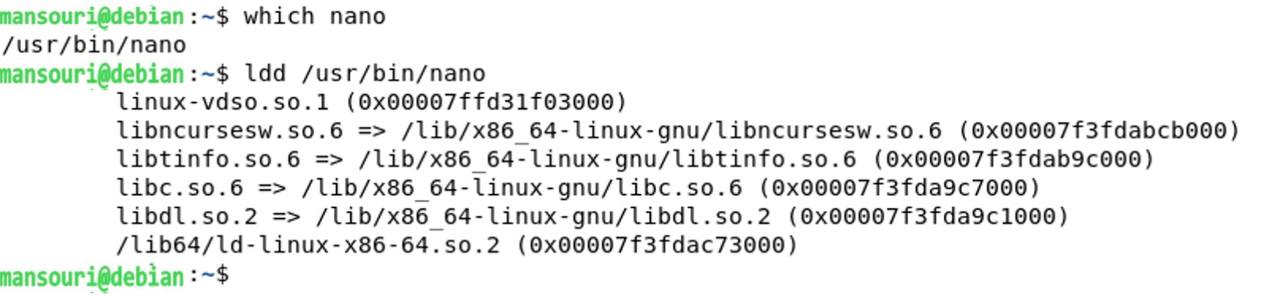 mansouri@debian:~$ which nano
/usr/bin/nano
mansouri@debian:~$ ldd /usr/bin/nano
linux-vdso.so.1 (0x00007ffd31f03000)
libncursesw.so.6 => /lib/x86_64-linux-gnu/libncursesw.so.6 (0x00007f3fdabcb000)
libtinfo.so.6 => /lib/x86_64-linux-gnu/libtinfo.so.6 (0x00007f3fdab9c000)
libc.so.6 => /lib/x86_64-linux-gnu/libc.so.6 (0x00007f3fda9c7000)
libdl.so.2 => /lib/x86_64-linux-gnu/libdl.so.2 (0x00007f3fda9c1000)
/lib64/ld-linux-x86-64.so.2 (0x00007f3fdac73000)
mansouri@debian:~$